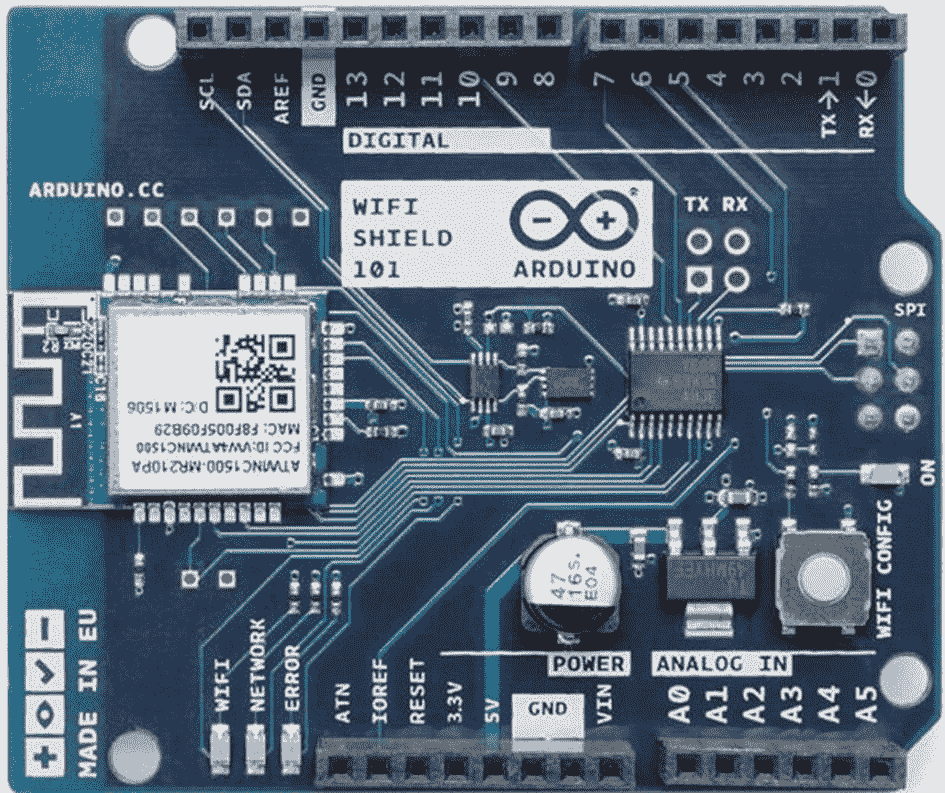 SCL
SDA
AREF
GND
13
12
11
10
9
8
7
6
5
4
3
2
TX→1
RX←0
DIGITAL
ARDUINO.CC
WIFI
SHIELD
101
ARDUINO
TX RX
SPI
ATWINC1500-MR210PA
FCC ID:VW4ATWINC1500
MAC: F8F005F09B29
D/C: M1506
A1
ON
WIFI CONFIG
47
16S.
E04
MADE IN EU
WIFI
NETWORK
ERROR
POWER
ANALOG IN
ATN
IOREF
RESET
3.3V
5V
GND
VIN
A0
A1
A2
A3
A4
A5